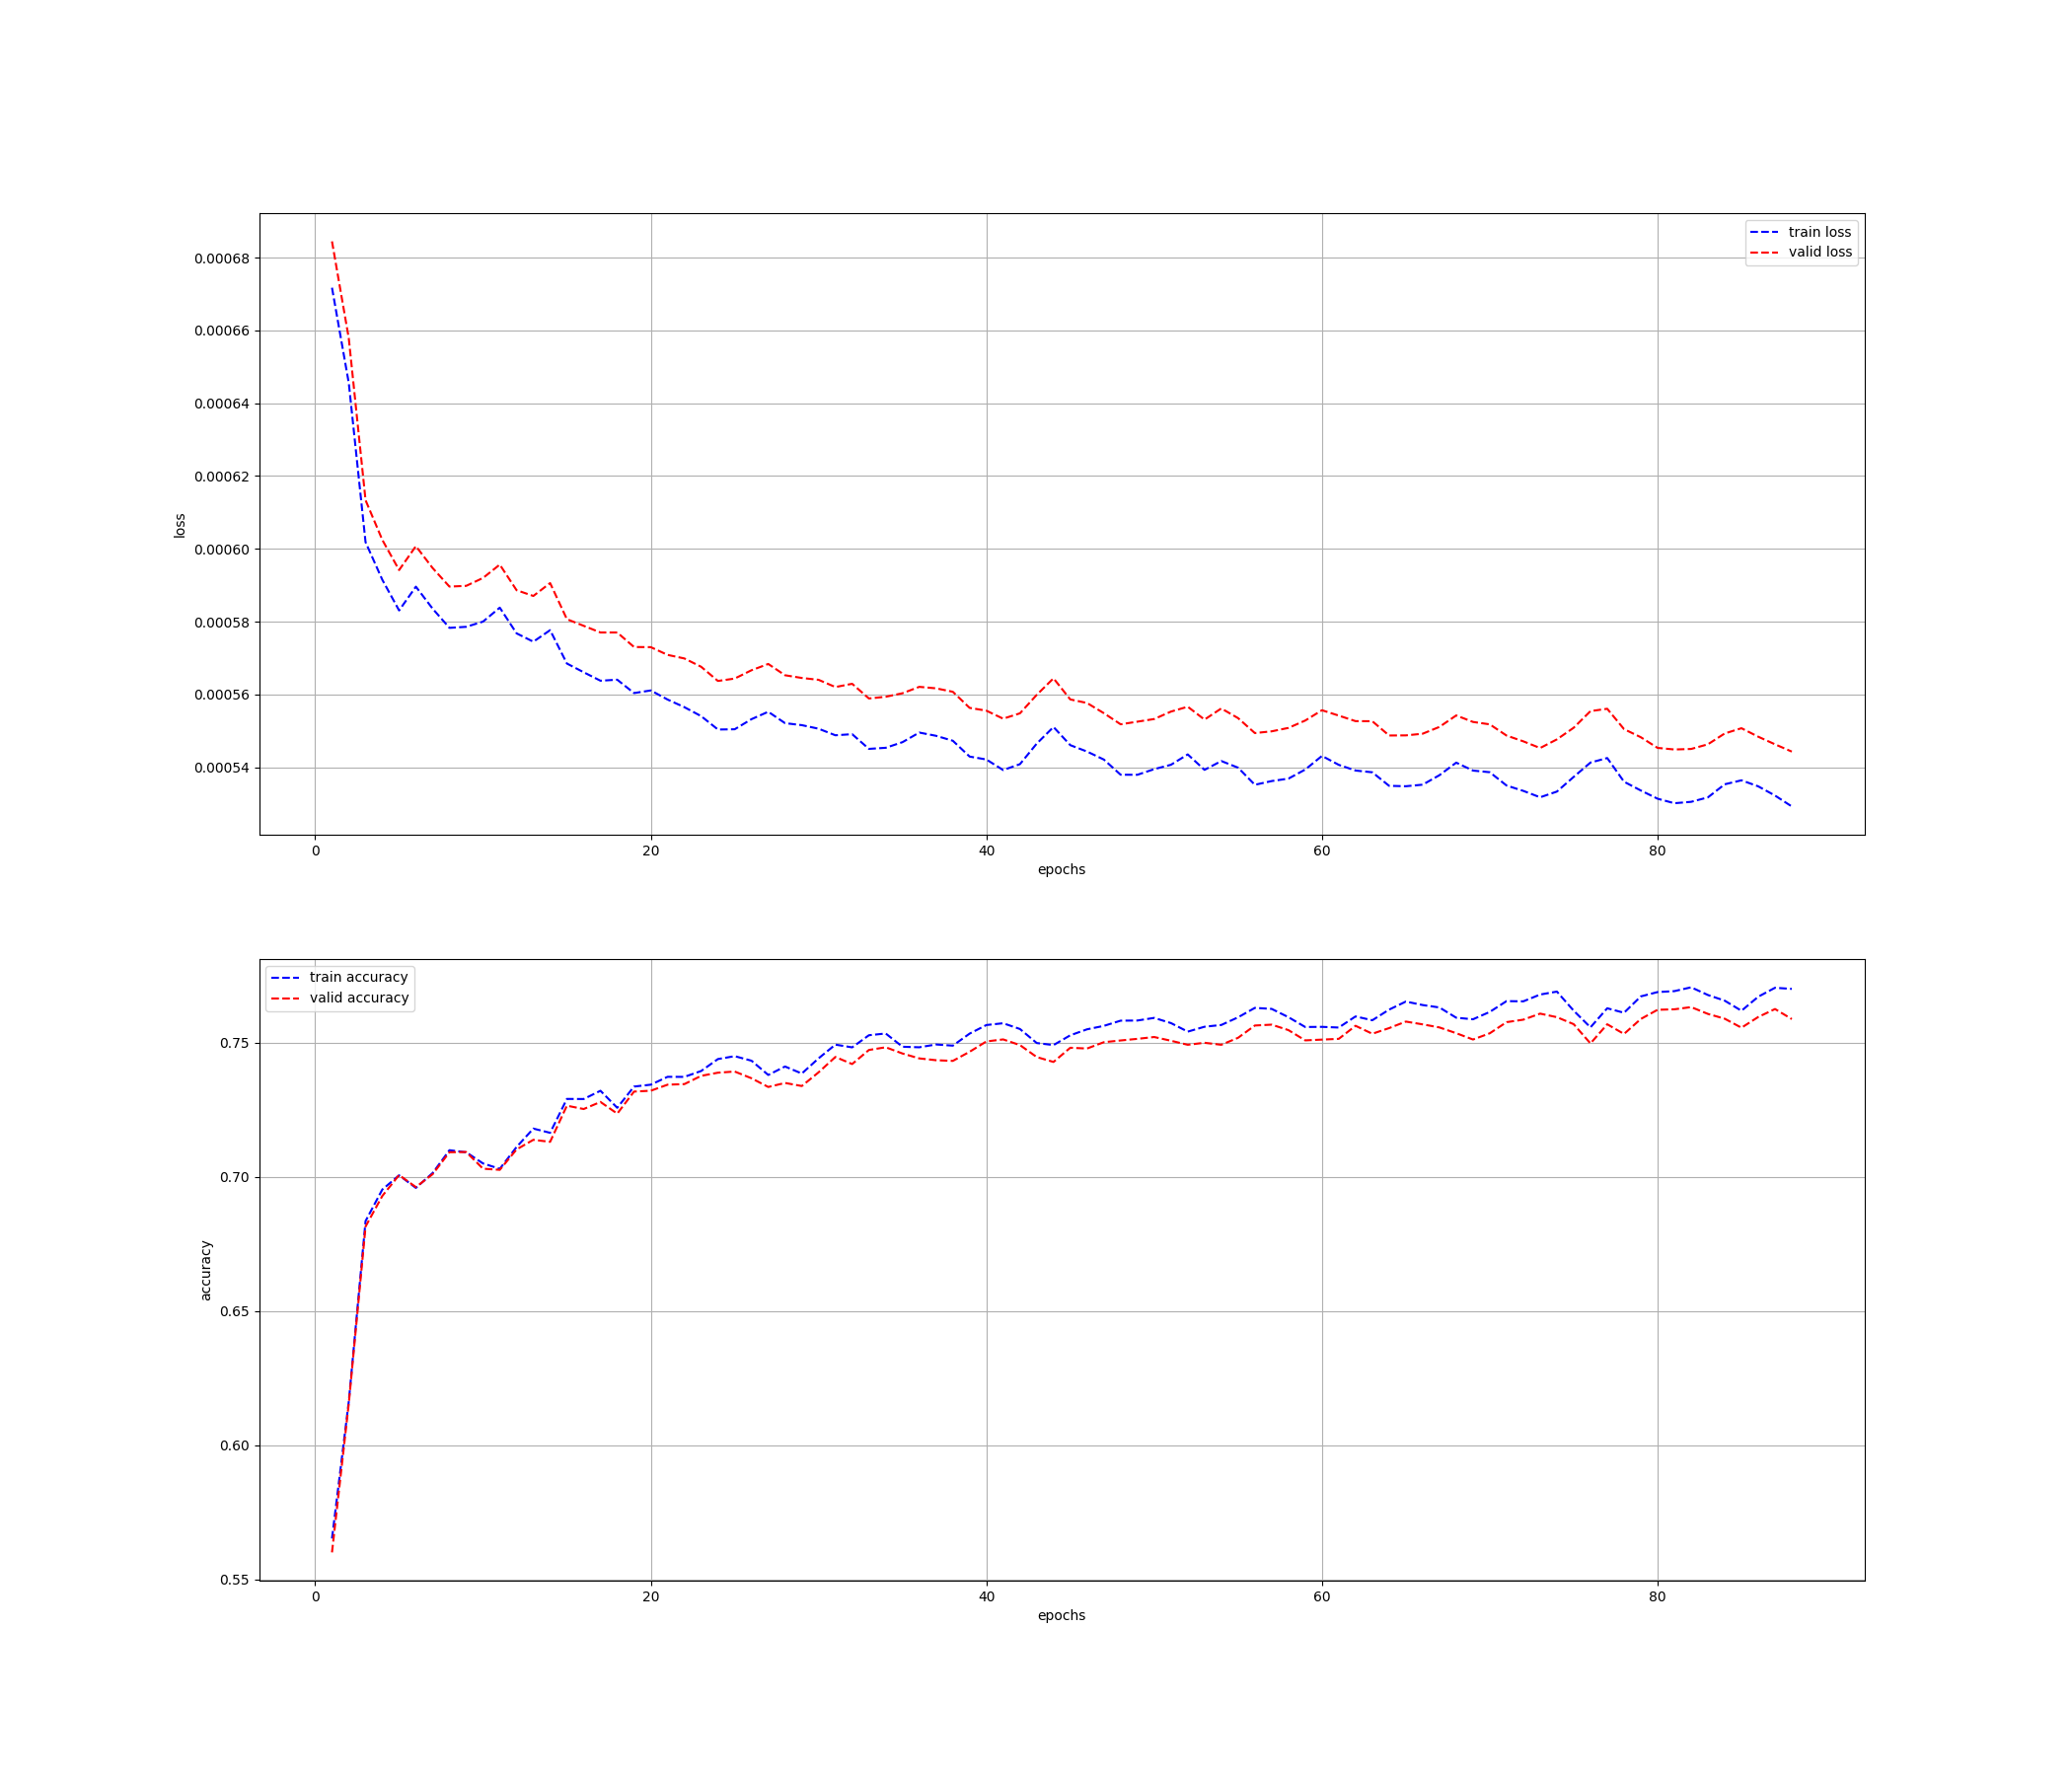 train loss
valid loss
0.00068
0.00066
0.00064
0.00062
0.00060
0.00058
0.00056
0.00054
loss
0 20 40 60 80
epochs
train accuracy
valid accuracy
0.75
0.70
0.65
0.60
0.55
accuracy
0 20 40 60 80
epochs